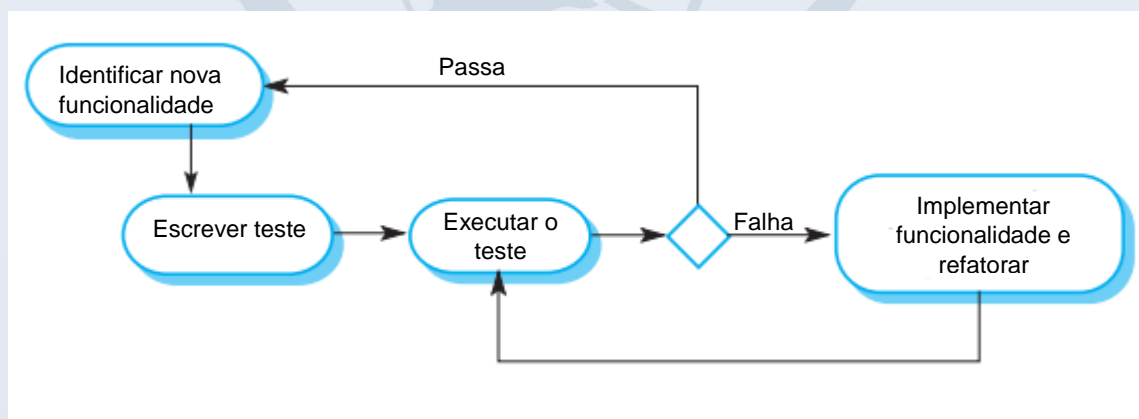 Identificar nova
funcionalidade
Passa
Escrever teste
Executar o
teste
Falha
Implementar
funcionalidade e
refatorar